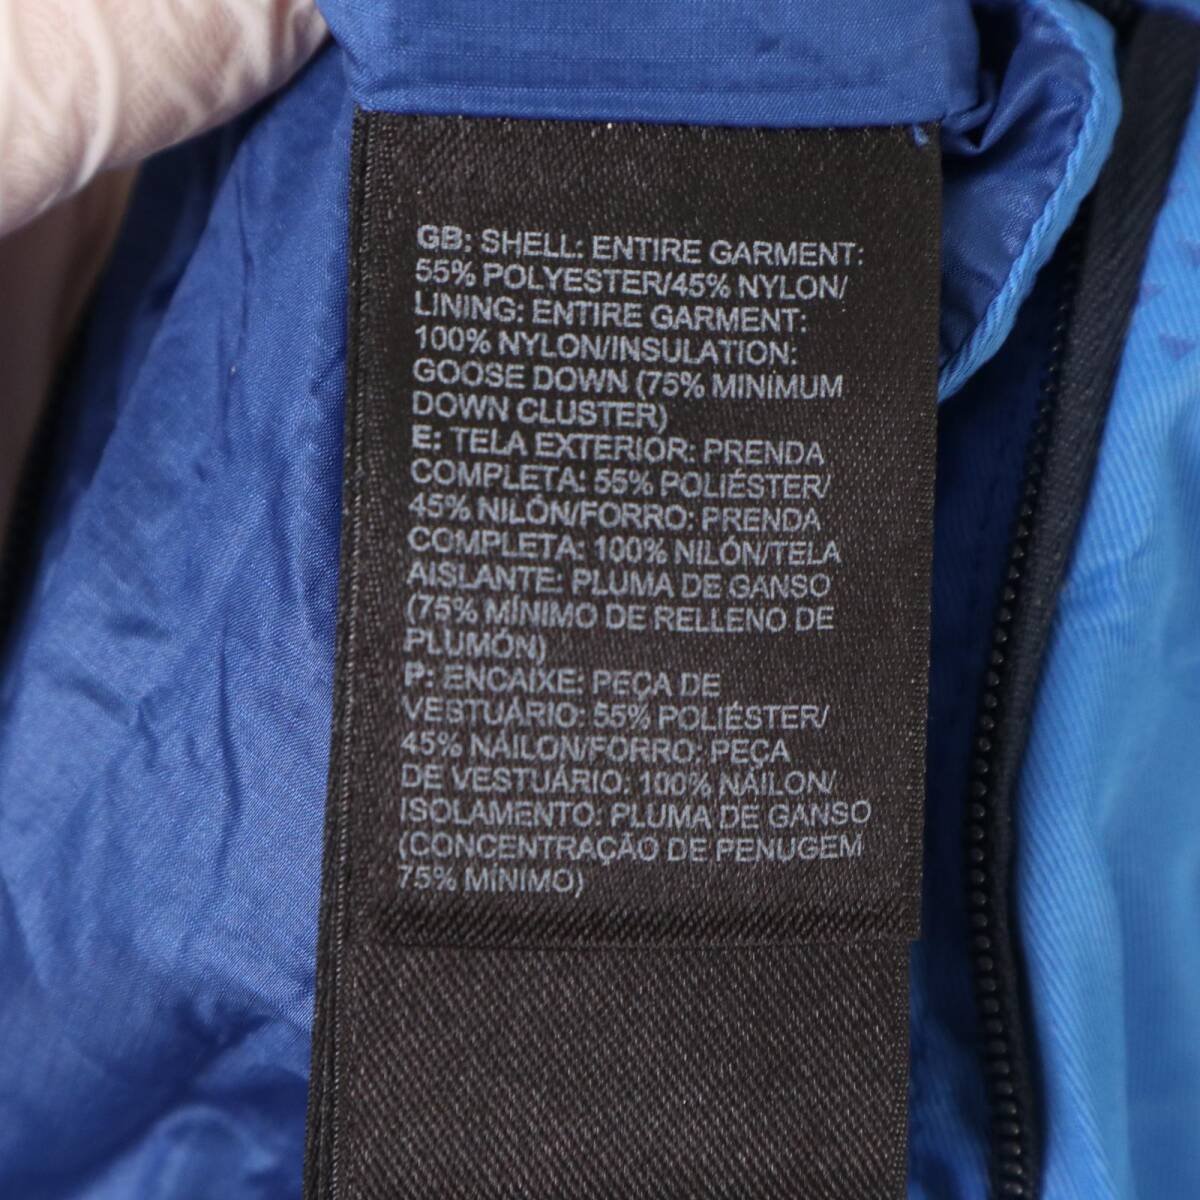 GB: SHELL: ENTIRE GARMENT:
55% POLYESTER/45% NYLON/
LINING: ENTIRE GARMENT:
100% NYLON/INSULATION:
GOOSE DOWN (75% MINIMUM
DOWN CLUSTER)
E: TELA EXTERIOR: PRENDA
COMPLETA: 55% POLIÉSTER/
45% NILÓN/FORRO: PRENDA
COMPLETA: 100% NILÓN/TELA
AISLANTE: PLUMA DE GANSO
(75% MÍNIMO DE RELLENO DE
PLUMÓN)
P: ENCAIXE: PEÇA DE
VESTUÁRIO: 55% POLIÉSTER/
45% NÁILON/FORRO: PEÇA
DE VESTUÁRIO: 100% NÁILON/
ISOLAMENTO: PLUMA DE GANSO
(CONCENTRAÇÃO DE PENUGEM
75% MÍNIMO)